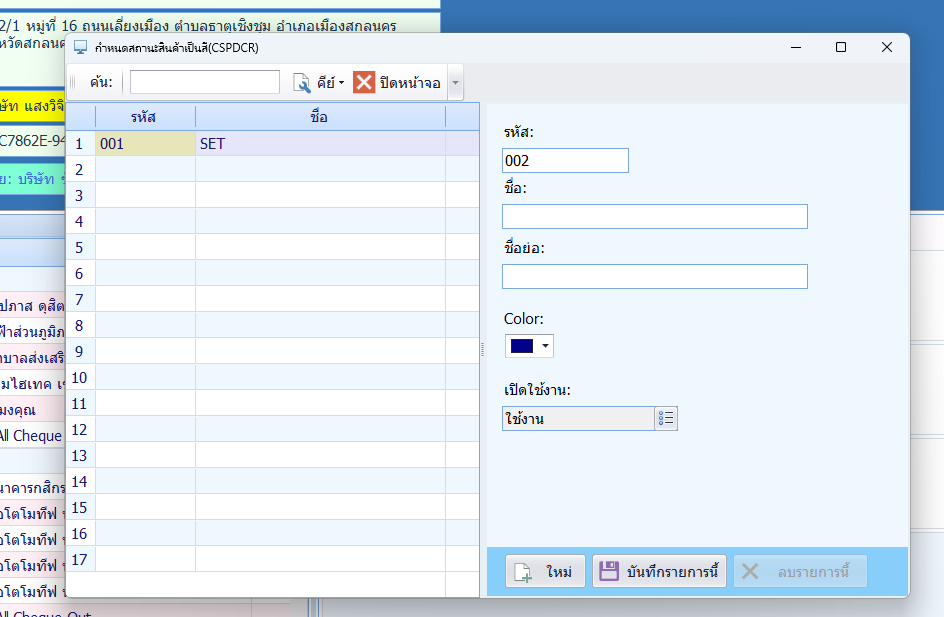 2/1 หมู่ที่ 16 ถนนเลี่ยงเมือง ตำบลธาตุเชิงชุม อำเภอเมืองสกลนคร
หวัดสกลนค
กำหนดสถานะสินค้าเป็นสี(CSPDCR)
ค้น:
คีย์
ปิดหน้าจอ
ษัท แสงวิจิ
C7862E-94
ย: บริษัท
รหัส
ชื่อ
1 001 SET
2
3
4
5
6
7
8
9
10
11
12
13
14
15
16
17
รหัส:
002
ชื่อ:
ชื่อย่อ:
Color:
เปิดใช้งาน:
ใช้งาน
ใหม่
บันทึกรายการนี้
ลบรายการนี้
ปภาส ดุสิต
ฟ้าส่วนภูมิภ
าบาลส่งเสริ
มไฮเทค เ
มงคุณ
All Cheque
นาคารกสิกร
อโตโมทีฟ
อโตโมทีฟ
อโตโมทีฟ
อโตโมทีฟ
All Cheque Out